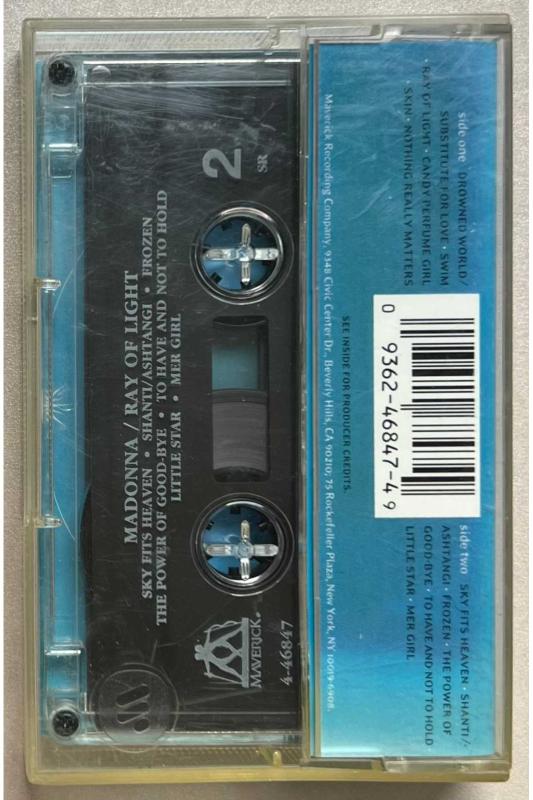 2
SR
MADONNA / RAY OF LIGHT
SKY FITS HEAVEN • SHANTI/ASHTANGI • FROZEN
THE POWER OF GOOD-BYE • TO HAVE AND NOT TO HOLD
LITTLE STAR • MER GIRL
MAVERICK®
4-46847
side one DROWNED WORLD/
SUBSTITUTE FOR LOVE • SWIM
• RAY OF LIGHT • CANDY PERFUME GIRL
• SKIN • NOTHING REALLY MATTERS
0 9362-46847-4 9
side two SKY FITS HEAVEN • SHANTI/
ASHTANGI • FROZEN • THE POWER OF
GOOD-BYE • TO HAVE AND NOT TO HOLD
LITTLE STAR • MER GIRL
SEE INSIDE FOR PRODUCER CREDITS.
Maverick Recording Company, 9348 Civic Center Dr., Beverly Hills, CA 90210; 75 Rockefeller Plaza, New York, NY 10019-6908.